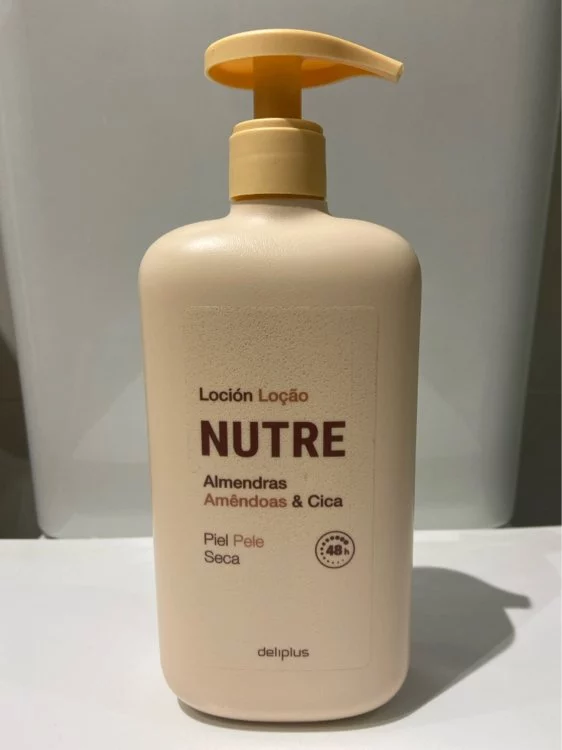 Loción Loção
NUTRE
Almendras
Amêndoas & Cica
Piel Pele
Seca
48h
deliplus